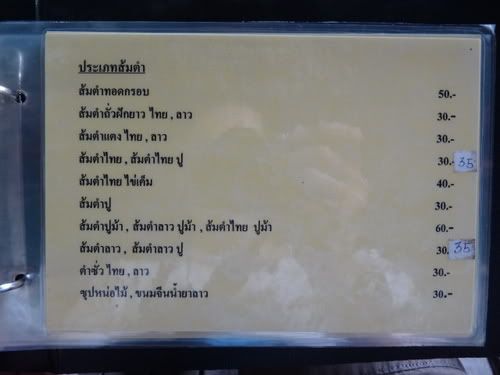 ประเภทส้มตำ
ส้มตำทอดกรอบ 50.-
ส้มตำถั่วฝักยาว ไทย , ลาว 30.-
ส้มตำแตง ไทย , ลาว 30.-
ส้มตำไทย , ส้มตำไทย ปู 30.- 35
ส้มตำไทย ไข่เค็ม 40.-
ส้มตำปู 30.-
ส้มตำปูม้า , ส้มตำลาว ปูม้า , ส้มตำไทย ปูม้า 60.-
ส้มตำลาว , ส้มตำลาว ปู 30. 35
ตำซั่ว ไทย , ลาว 30.-
ซุปหน่อไม้ , ขนมจีนน้ำยาลาว 30.-